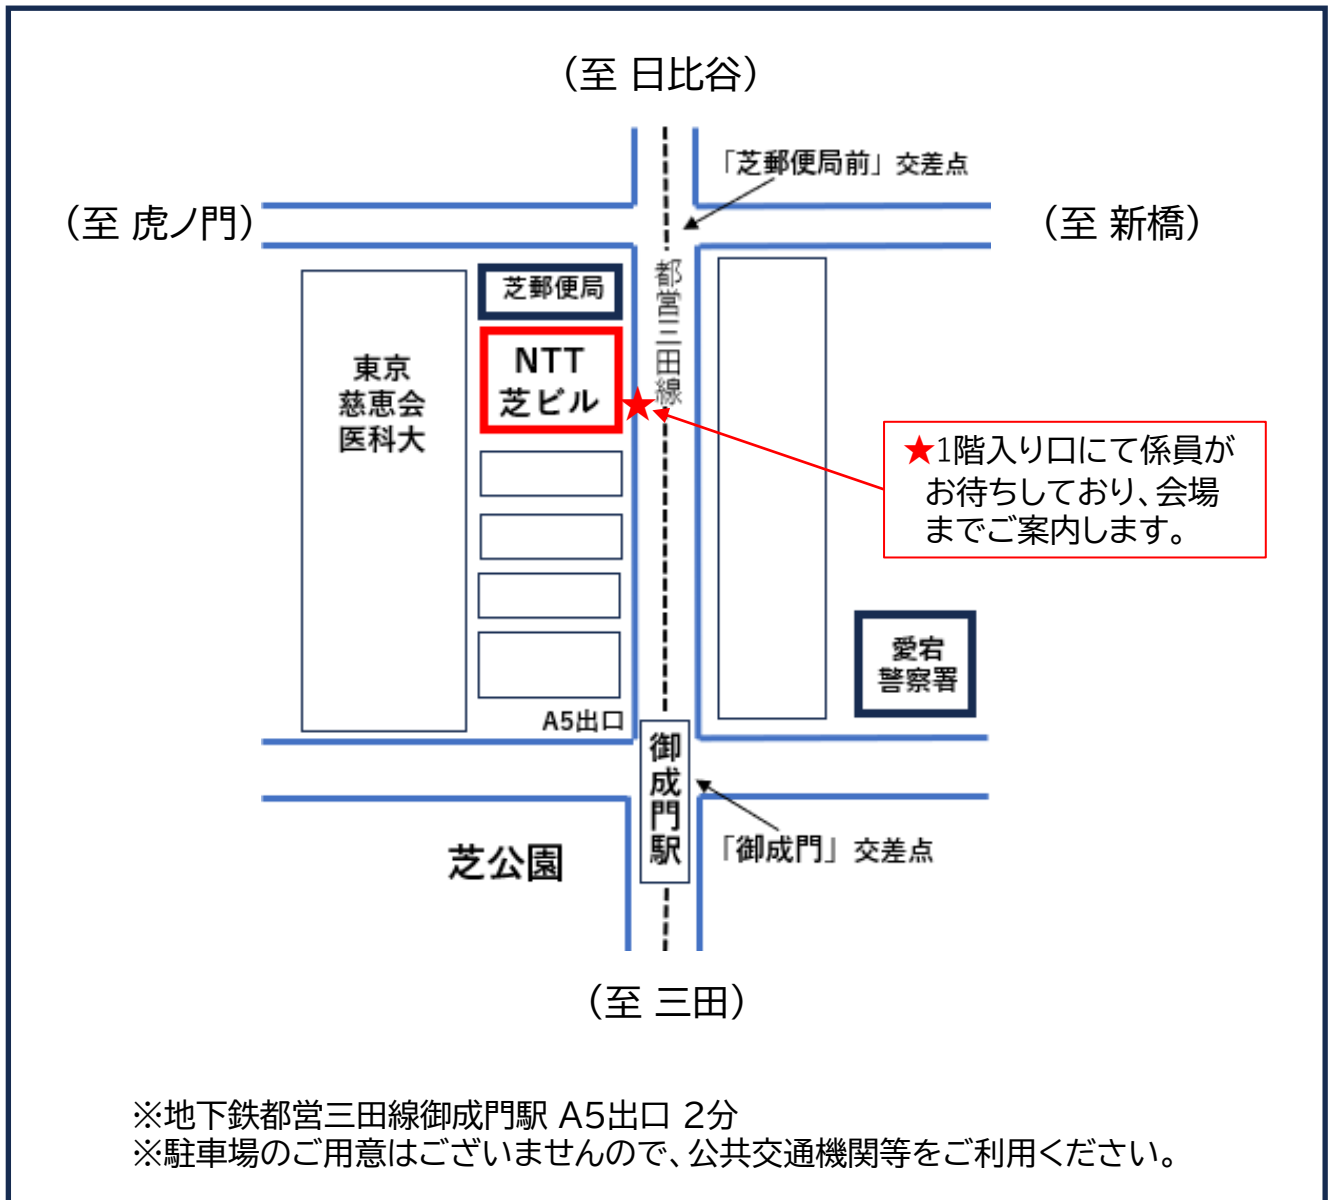 (至 日比谷)
「芝郵便局前」交差点
(至 虎ノ門)
(至 新橋)
都営三田線
芝郵便局
NTT
芝ビル
東京
慈恵会
医科大
★1階入り口にて係員が
お待ちしており、会場
までご案内します。
愛宕
警察署
A5出口
御成門駅
「御成門」交差点
芝公園
(至 三田)
※地下鉄都営三田線御成門駅 A5出口 2分
※駐車場のご用意はございませんので、公共交通機関等をご利用ください。